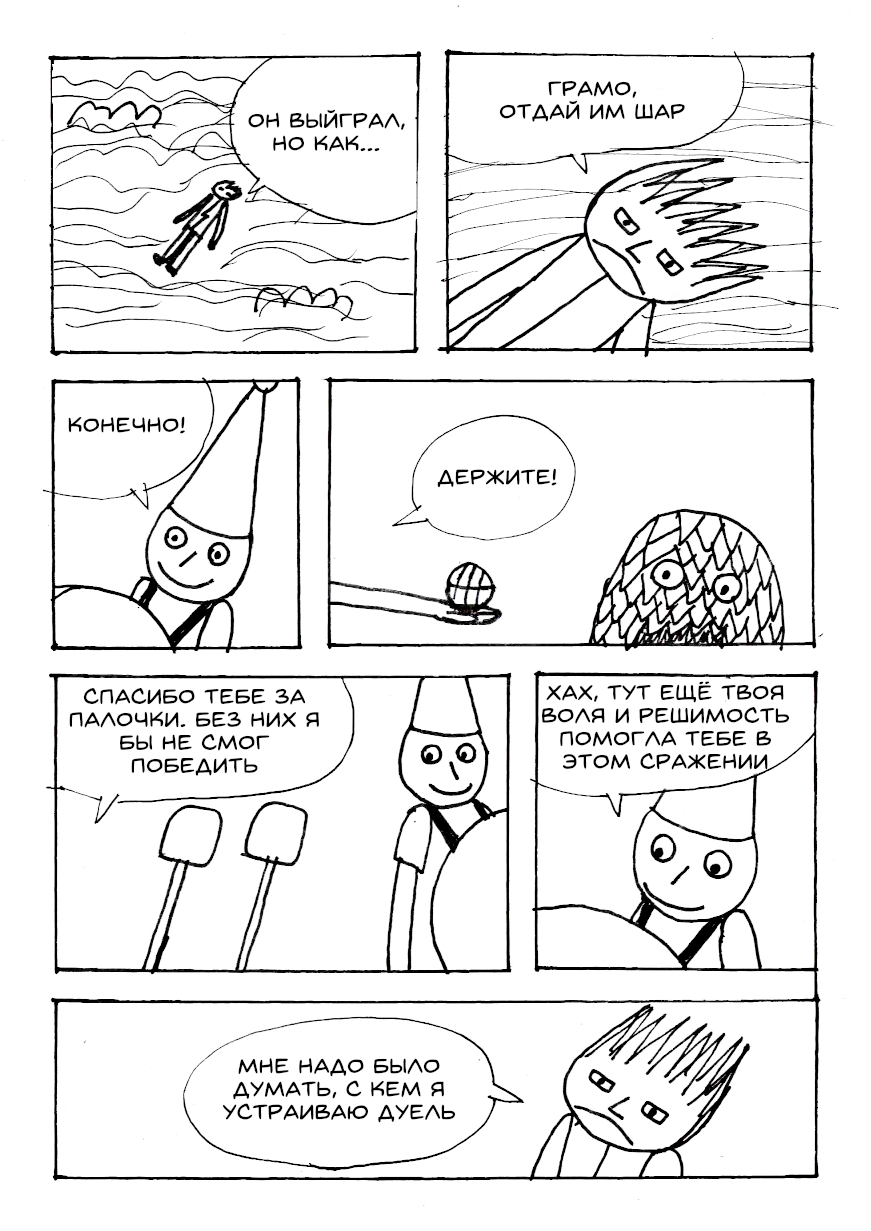 ОН ВЫЙГРАЛ,
НО КАК...
ГРАМО,
ОТДАЙ ИМ ШАР
КОНЕЧНО!
ДЕРЖИТЕ!
СПАСИБО ТЕБЕ ЗА
ПАЛОЧКИ. БЕЗ НИХ Я
БЫ НЕ СМОГ
ПОБЕДИТЬ
ХАХ, ТУТ ЕЩЁ ТВОЯ
ВОЛЯ И РЕШИМОСТЬ
ПОМОГЛА ТЕБЕ В
ЭТОМ СРАЖЕНИИ
МНЕ НАДО БЫЛО
ДУМАТЬ, С КЕМ Я
УСТРАИВАЮ ДУЕЛЬ